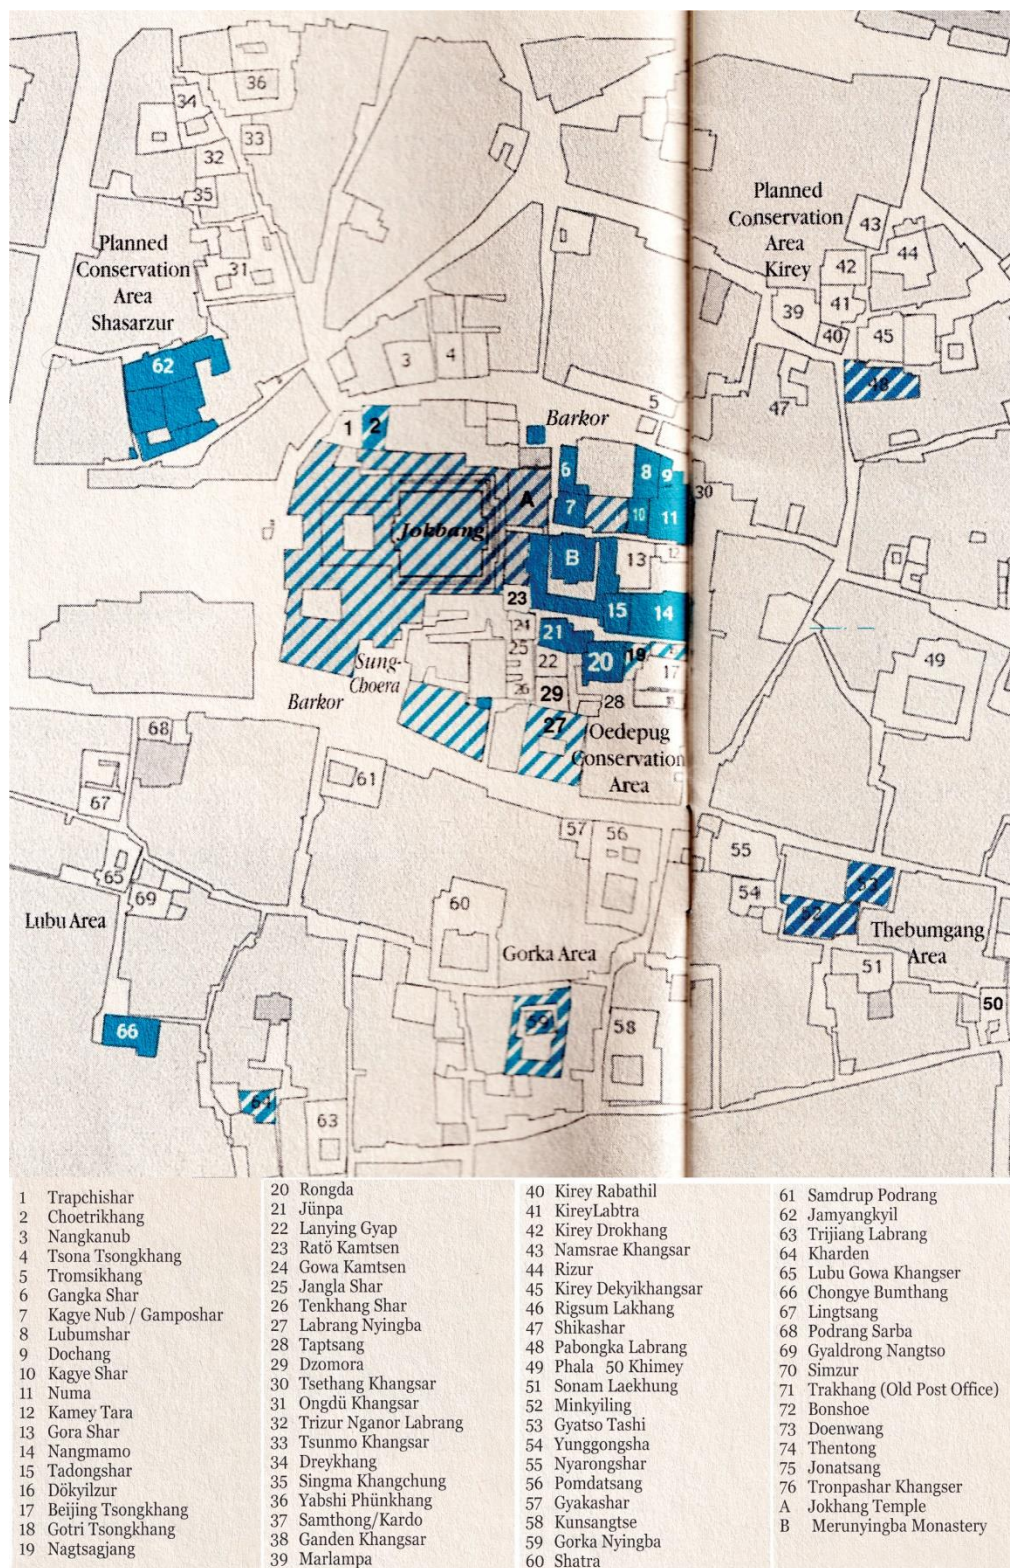 36
34
33
32
35
31
Planned
Conservation
Area
Shasarzur
62
Planned
Conservation
Area
Kirey
43
44
42
41
39
40
45
48
47
3
4
5
Barkor
1
2
6
8
9
30
7
10
11
A
Jokhang
B
13
12
23
15
14
24
21
25
22
20
19
17
26
29
28
27
49
Sung-
Choera
Barkor
Oedepug
Conservation
Area
68
61
67
57
56
55
65
69
54
53
52
60
Lubu Area
Gorka Area
Thebumgang
Area
51
50
66
59
58
64
63
1 Trapchishar
2 Choetrikhang
3 Nangkanub
4 Tsona Tsongkhang
5 Tromsikhang
6 Gangka Shar
7 Kagye Nub / Gamposhar
8 Lubumshar
9 Dochang
10 Kagye Shar
11 Numa
12 Kamey Tara
13 Gora Shar
14 Nangmamo
15 Tadongshar
16 Dökyilzur
17 Beijing Tsongkhang
18 Gotri Tsongkhang
19 Nagtsagjang
20 Rongda
21 Jünpa
22 Lanying Gyap
23 Ratö Kamtsen
24 Gowa Kamtsen
25 Jangla Shar
26 Tenkhang Shar
27 Labrang Nyingba
28 Taptsang
29 Dzomora
30 Tsethang Khangsar
31 Ongdü Khangsar
32 Trizur Nganor Labrang
33 Tsunmo Khangsar
34 Dreykhang
35 Singma Khangchung
36 Yabshi Phünkhang
37 Samthong/Kardo
38 Ganden Khangsar
39 Marlampa
40 Kirey Rabathil
41 KireyLabtra
42 Kirey Drokhang
43 Namsrae Khangsar
44 Rizur
45 Kirey Dekyikhangsar
46 Rigsum Lakhang
47 Shikashar
48 Pabongka Labrang
49 Phala 50 Khimey
51 Sonam Laekhung
52 Minkyiling
53 Gyatso Tashi
54 Yunggongsha
55 Nyarongshar
56 Pomdatsang
57 Gyakashar
58 Kunsangtse
59 Gorka Nyingba
60 Shatra
61 Samdrup Podrang
62 Jamyangkyil
63 Trijiang Labrang
64 Kharden
65 Lubu Gowa Khangser
66 Chongye Bumthang
67 Lingtsang
68 Podrang Sarba
69 Gyaldrong Nangtso
70 Simzur
71 Trakhang (Old Post Office)
72 Bonshoe
73 Doenwang
74 Thentong
75 Jonatsang
76 Tronpashar Khangser
A Jokhang Temple
B Merunyingba Monastery